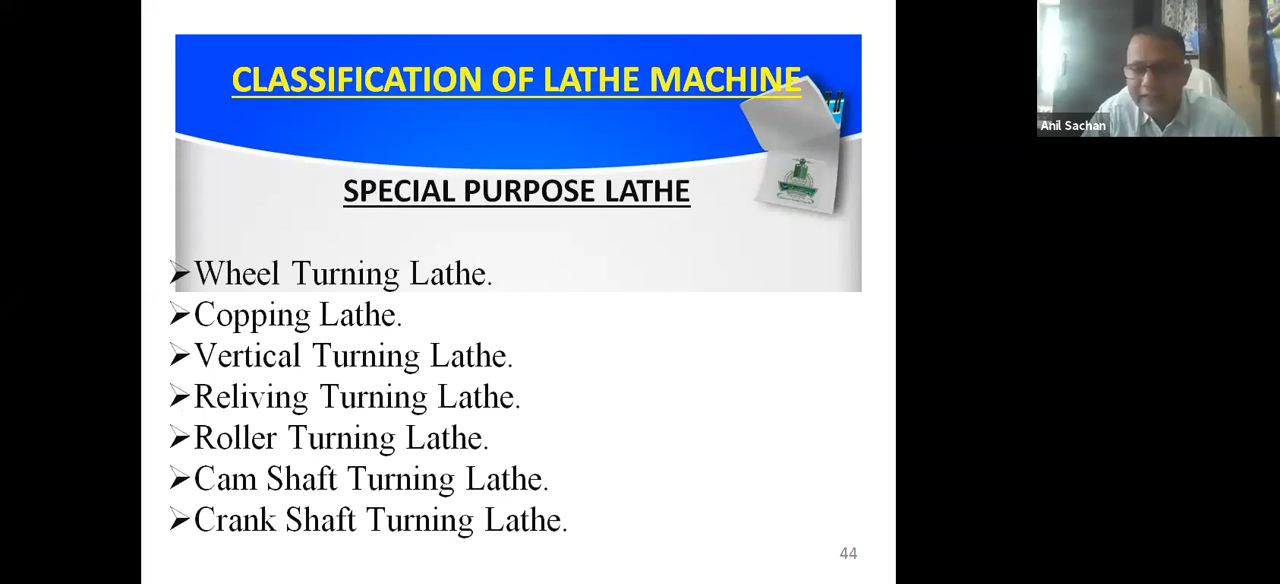 CLASSIFICATION OF LATHE MACHINE
Anil Sachan
SPECIAL PURPOSE LATHE
➢Wheel Turning Lathe.
➢Copping Lathe.
➢Vertical Turning Lathe.
➢Reliving Turning Lathe.
➢Roller Turning Lathe.
➢Cam Shaft Turning Lathe.
➢Crank Shaft Turning Lathe.
44